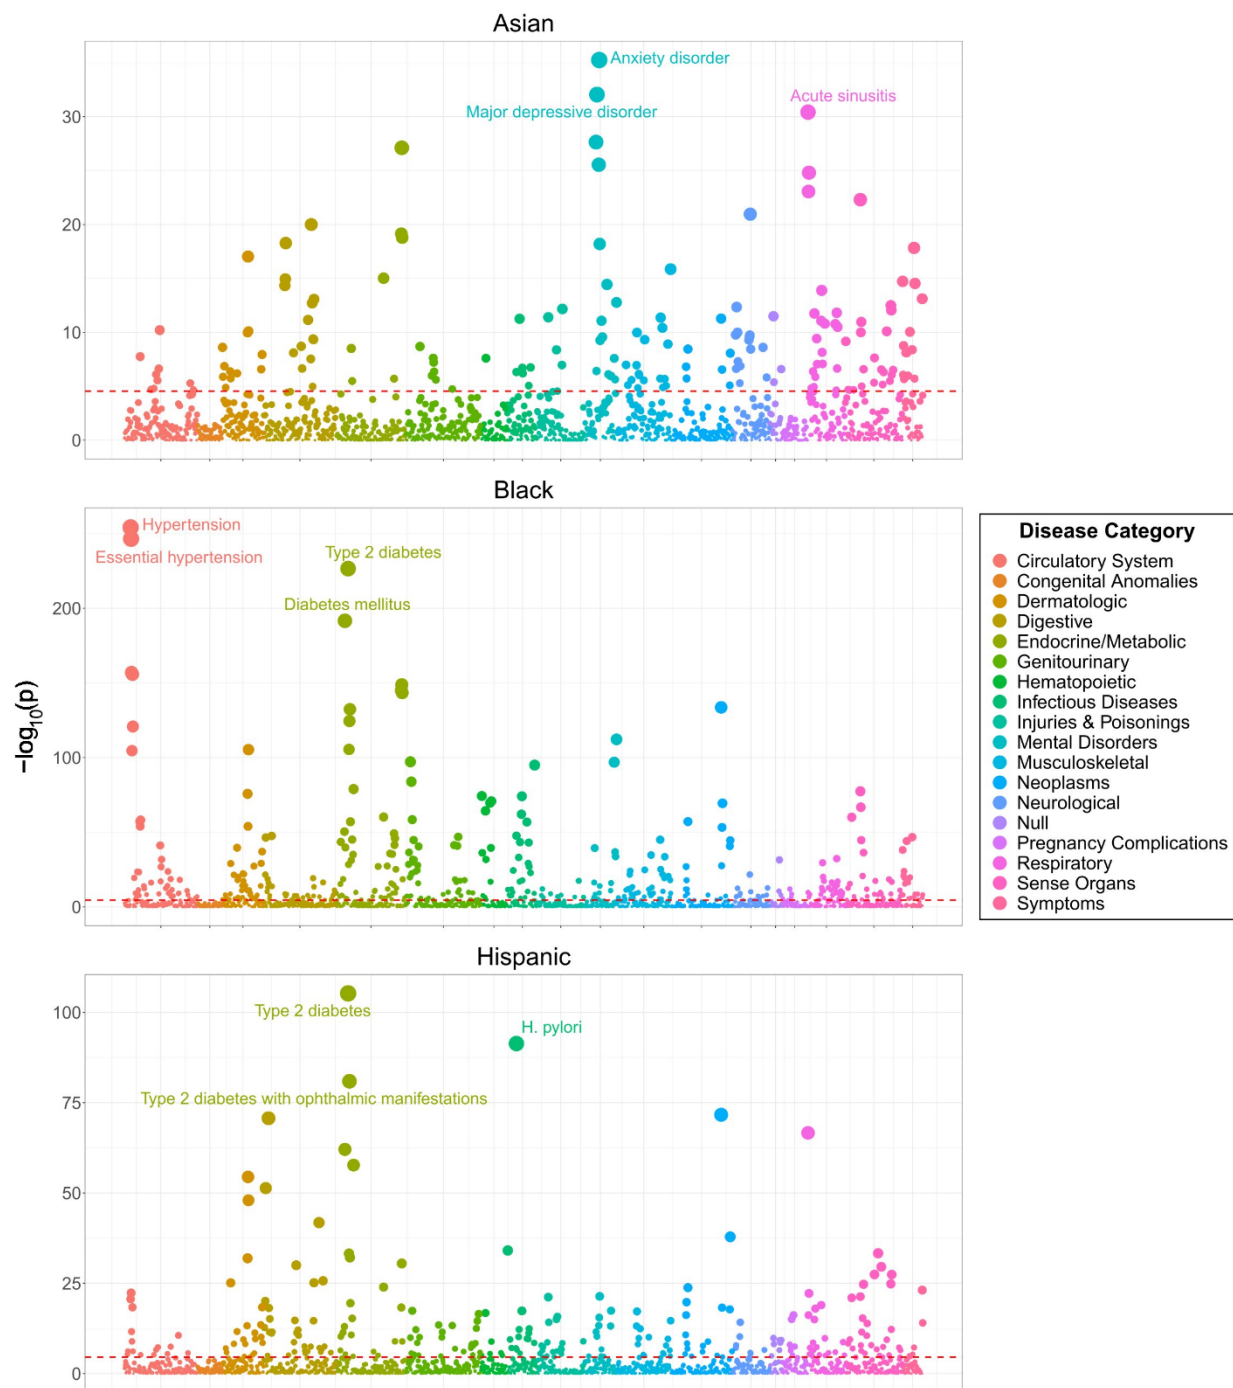 Asian
Anxiety disorder
Acute sinusitis
Major depressive disorder
30
20
10
0
Black
Hypertension
Essential hypertension
Type 2 diabetes
Diabetes mellitus
200
100
0
−log10(p)
Disease Category
Circulatory System
Congenital Anomalies
Dermatologic
Digestive
Endocrine/Metabolic
Genitourinary
Hematopoietic
Infectious Diseases
Injuries & Poisonings
Mental Disorders
Musculoskeletal
Neoplasms
Neurological
Null
Pregnancy Complications
Respiratory
Sense Organs
Symptoms
Hispanic
100
Type 2 diabetes
H. pylori
75
Type 2 diabetes with ophthalmic manifestations
50
25
0